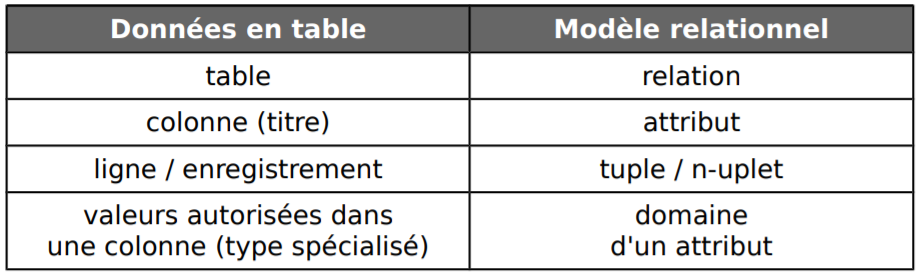 Données en table Modèle relationnel
table relation
colonne (titre) attribut
ligne / enregistrement tuple / n-uplet
valeurs autorisées dans domaine
une colonne (type spécialisé) d'un attribut